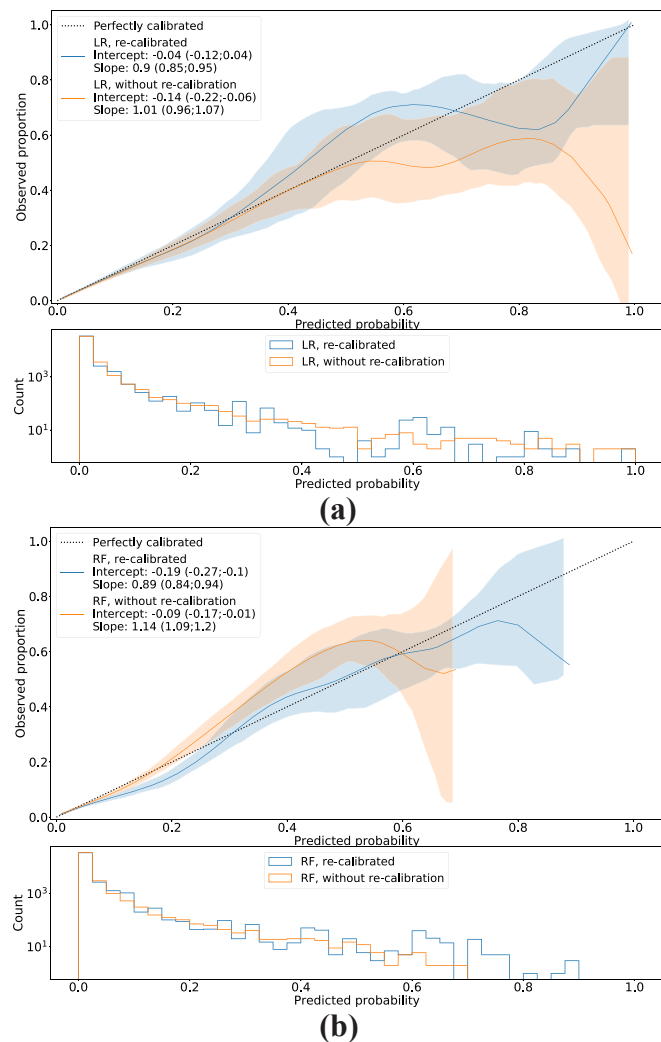 1.0
0.8
0.6
0.4
0.2
0.0
Observed proportion
Perfectly calibrated
LR, re-calibrated
Intercept: -0.04 (-0.12;0.04)
Slope: 0.9 (0.85;0.95)
LR, without re-calibration
Intercept: -0.14 (-0.22;-0.06)
Slope: 1.01 (0.96;1.07)
0.0 0.2 0.4 0.6 0.8 1.0
Predicted probability
LR, re-calibrated
LR, without re-calibration
10³
10¹
Count
0.0 0.2 0.4 0.6 0.8 1.0
Predicted probability
(a)
1.0
0.8
0.6
0.4
0.2
0.0
Observed proportion
Perfectly calibrated
RF, re-calibrated
Intercept: -0.19 (-0.27;-0.1)
Slope: 0.89 (0.84;0.94)
RF, without re-calibration
Intercept: -0.09 (-0.17;-0.01)
Slope: 1.14 (1.09;1.2)
0.0 0.2 0.4 0.6 0.8 1.0
Predicted probability
RF, re-calibrated
RF, without re-calibration
10³
10¹
Count
0.0 0.2 0.4 0.6 0.8 1.0
Predicted probability
(b)